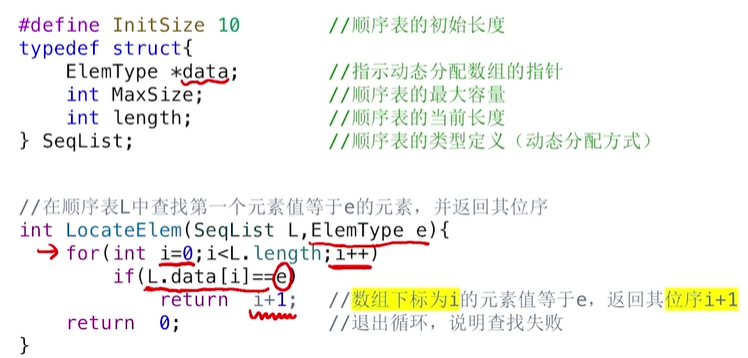 #define InitSize 10 //顺序表的初始长度
typedef struct{
ElemType *data; //指示动态分配数组的指针
int MaxSize; //顺序表的最大容量
int length; //顺序表的当前长度
} SeqList; //顺序表的类型定义（动态分配方式）
//在顺序表L中查找第一个元素值等于e的元素，并返回其位序
int LocateElem(SeqList L,ElemType e){
for(int i=0;i<L.length;i++)
if(L.data[i]==e)
return i+1; //数组下标为i的元素值等于e，返回其位序i+1
return 0; //退出循环，说明查找失败
}